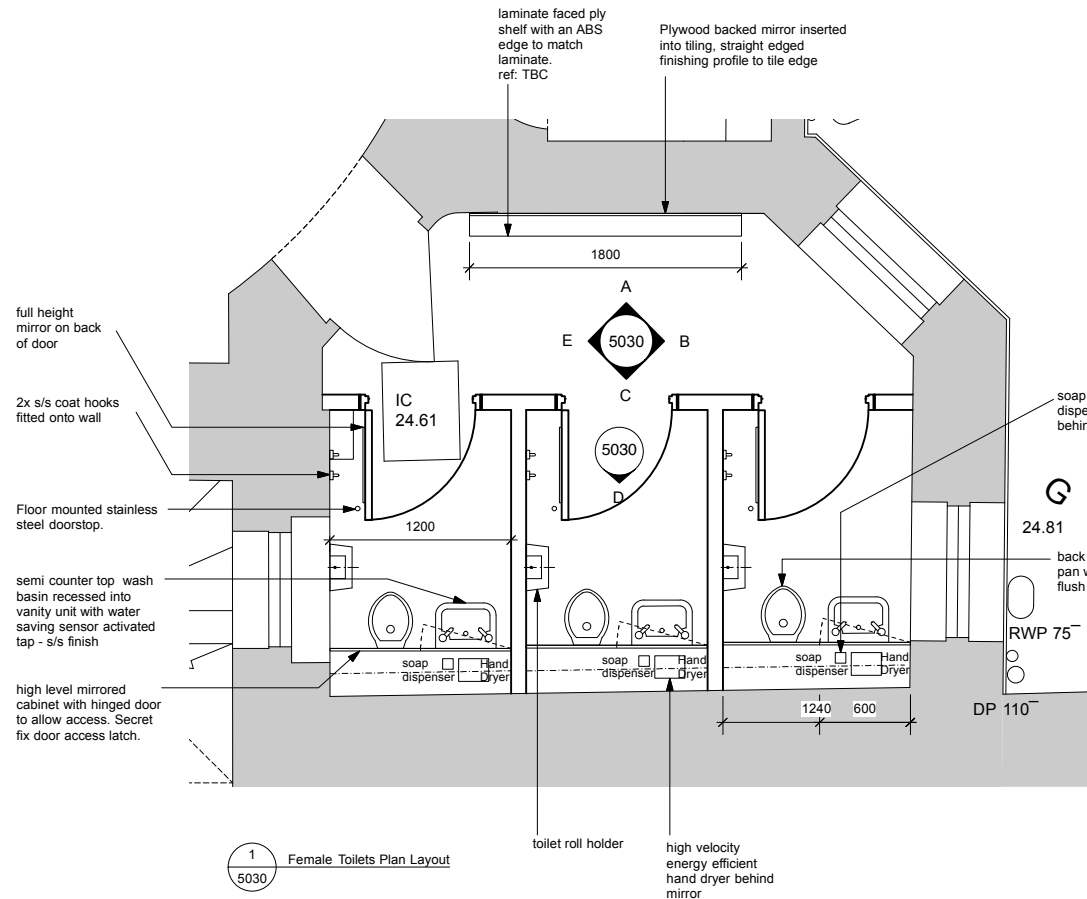 laminate faced ply
shelf with an ABS
edge to match
laminate.
ref: TBC
Plywood backed mirror inserted
into tiling, straight edged
finishing profile to tile edge
1800
A
E
5030
B
C
full height
mirror on back
of door
2x s/s coat hooks
fitted onto wall
IC
24.61
5030
D
soap
dispe
behin
Floor mounted stainless
steel doorstop.
1200
G
24.81
semi counter top wash
basin recessed into
vanity unit with water
saving sensor activated
tap - s/s finish
back
pan w
flush
RWP 75¯
soap
dispenser
Hand
Dryer
soap
dispenser
Hand
Dryer
soap
dispenser
Hand
Dryer
high level mirrored
cabinet with hinged door
to allow access. Secret
fix door access latch.
1240
600
DP 110¯
toilet roll holder
high velocity
energy efficient
hand dryer behind
mirror
1
5030
Female Toilets Plan Layout